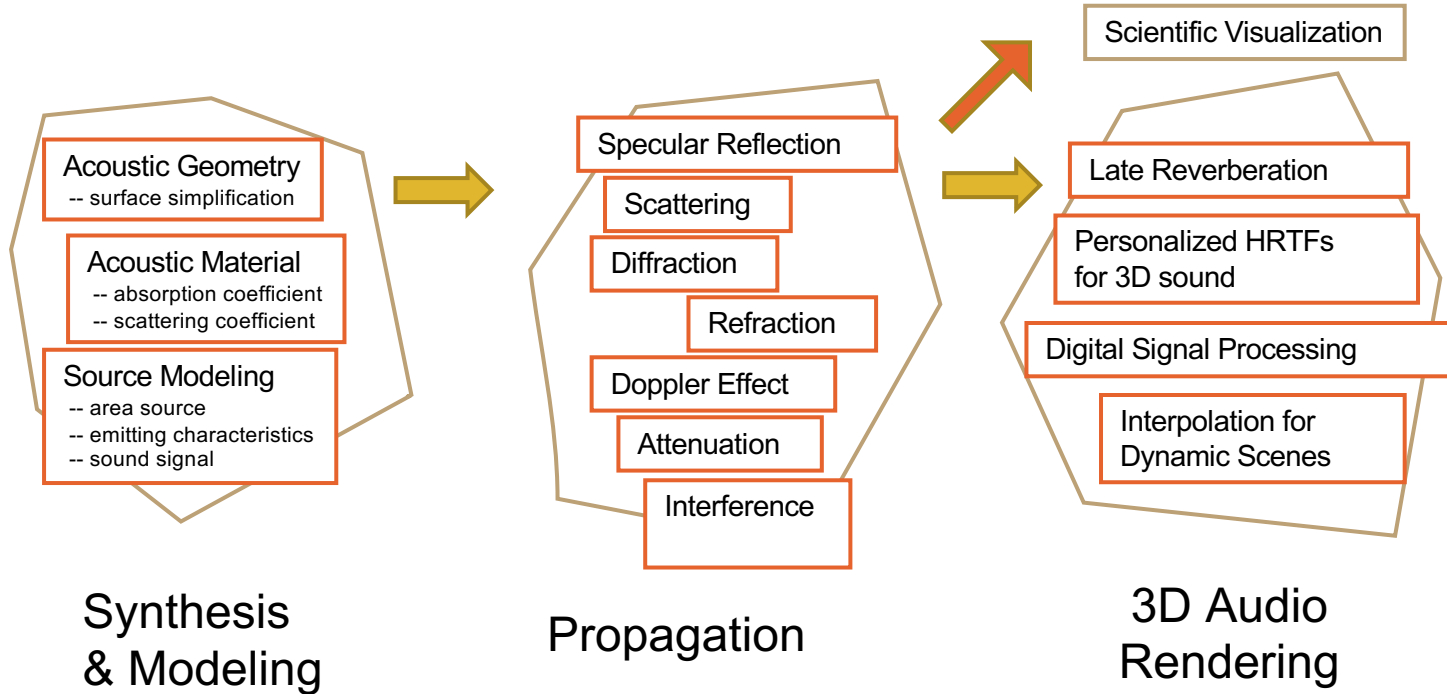 Acoustic Geometry
-- surface simplification
Acoustic Material
-- absorption coefficient
-- scattering coefficient
Source Modeling
-- area source
-- emitting characteristics
-- sound signal
Synthesis
& Modeling
Specular Reflection
Scattering
Diffraction
Refraction
Doppler Effect
Attenuation
Interference
Propagation
Scientific Visualization
Late Reverberation
Personalized HRTFs
for 3D sound
Digital Signal Processing
Interpolation for
Dynamic Scenes
3D Audio
Rendering